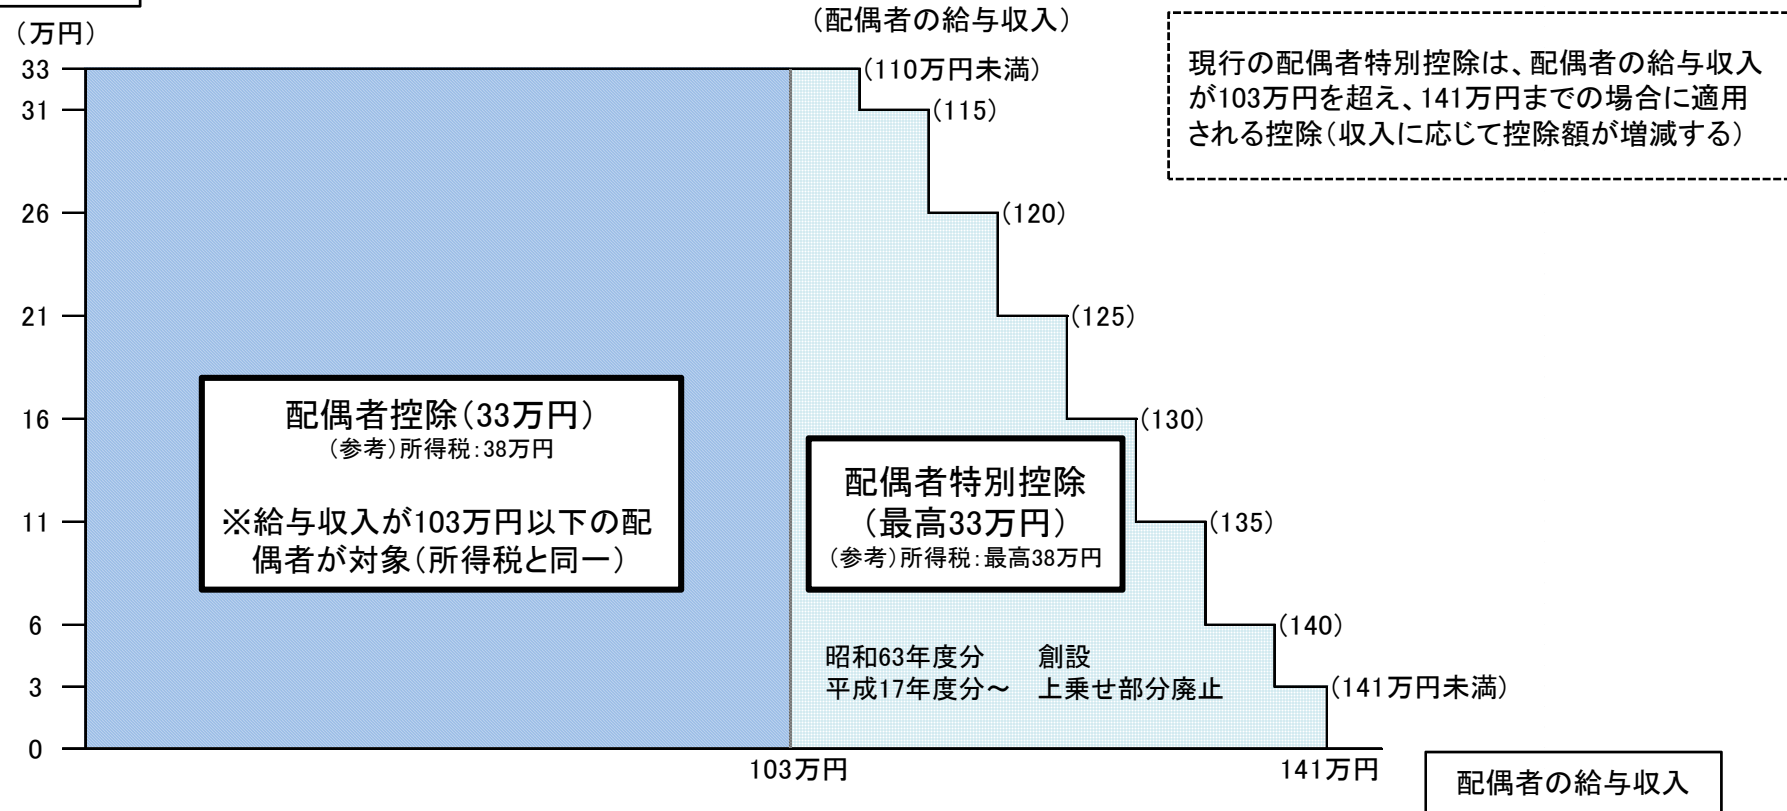 （万円）
（配偶者の給与収入）
現行の配偶者特別控除は、配偶者の給与収入
が103万円を超え、141万円までの場合に適用
される控除（収入に応じて控除額が増減する）
33
（110万円未満）
31
（115）
26
（120）
21
（125）
16
（130）
11
（135）
6
（140）
3
（141万円未満）
0
配偶者控除（33万円）
（参考）所得税：38万円
※給与収入が103万円以下の配
偶者が対象（所得税と同一）
配偶者特別控除
（最高33万円）
（参考）所得税：最高38万円
昭和63年度分　創設
平成17年度分～　上乗せ部分廃止
103万円
141万円
配偶者の給与収入